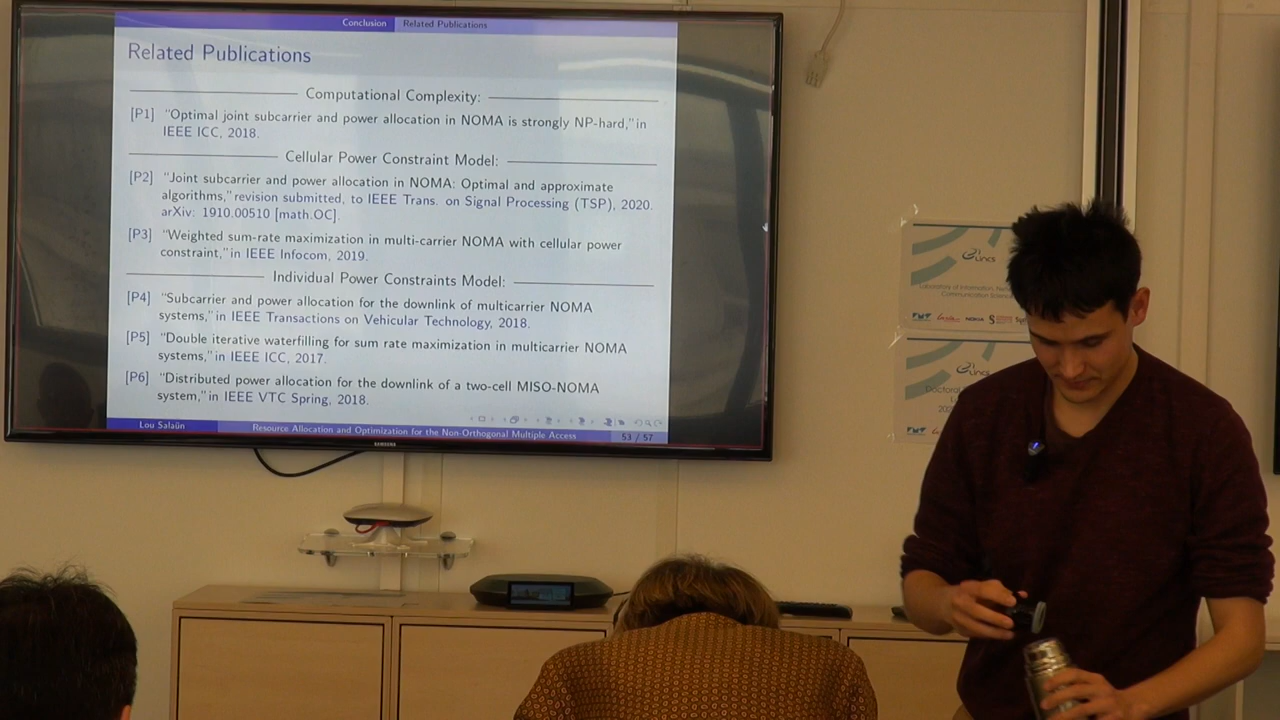 Conclusion Related Publications
Related Publications
Computational Complexity:
[P1] "Optimal joint subcarrier and power allocation in NOMA is strongly NP-hard," in
IEEE ICC, 2018.
Cellular Power Constraint Model:
[P2] "Joint subcarrier and power allocation in NOMA: Optimal and approximate
algorithms," revision submitted, to IEEE Trans. on Signal Processing (TSP), 2020.
arXiv: 1910.00510 [math.OC].
[P3] "Weighted sum-rate maximization in multi-carrier NOMA with cellular power
constraint," in IEEE Infocom, 2019.
Individual Power Constraints Model:
[P4] "Subcarrier and power allocation for the downlink of multicarrier NOMA
systems," in IEEE Transactions on Vehicular Technology, 2018.
[P5] "Double iterative waterfilling for sum rate maximization in multicarrier NOMA
systems," in IEEE ICC, 2017.
[P6] "Distributed power allocation for the downlink of a two-cell MISO-NOMA
system," in IEEE VTC Spring, 2018.
Lou Salaün Resource Allocation and Optimization for the Non-Orthogonal Multiple Access 53 / 57
SAMSUNG
Lincs
Laboratory of Information,
Communication
NOKIA
Lincs